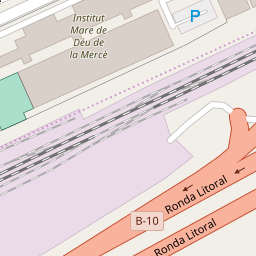 Institut
Mare de
Déu de
la Mercè
P
B-10
Ronda Litoral
Ronda Litoral